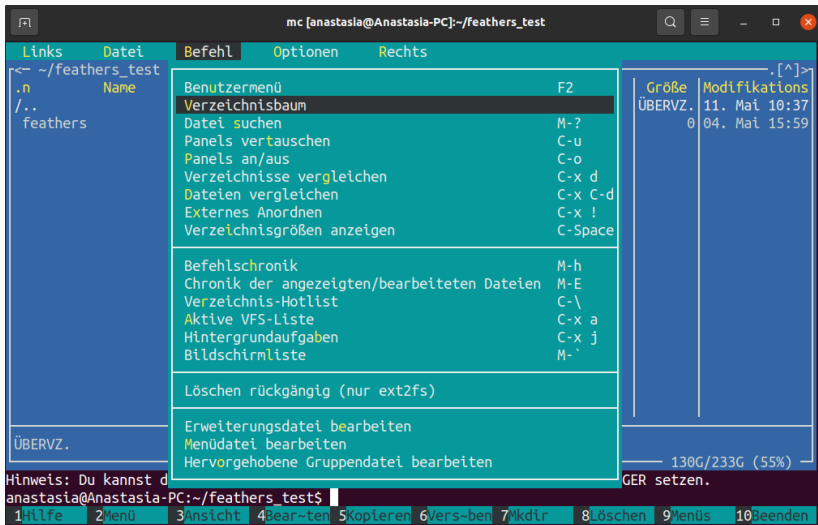 mc [anastasia@Anastasia-PC]:~/feathers_test
Links Datei Befehl Optionen Rechts
<− ~/feathers_test .[^]>
.n Name Größe Modifikations
/.. ÜBERVZ. 11. Mai 10:37
feathers 0 04. Mai 15:59
Benutzermenü F2
Verzeichnisbaum
Datei suchen M-?
Panels vertauschen C-u
Panels an/aus C-o
Verzeichnisse vergleichen C-x d
Dateien vergleichen C-x C-d
Externes Anordnen C-x !
Verzeichnisgrößen anzeigen C-Space
Befehlschronik M-h
Chronik der angezeigten/bearbeiteten Dateien M-E
Verzeichnis-Hotlist C-\
Aktive VFS-Liste C-x a
Hintergrundaufgaben C-x j
Bildschirmliste M-`
Löschen rückgängig (nur ext2fs)
Erweiterungsdatei bearbeiten
Menüdatei bearbeiten
Hervorgehobene Gruppendatei bearbeiten
ÜBERVZ.
130G/233G (55%)
Hinweis: Du kannst d GER setzen.
anastasia@Anastasia-PC:~/feathers_test$
1Hilfe 2Menü 3Ansicht 4Bear~ten 5Kopieren 6Vers~ben 7Mkdir 8Löschen 9Menüs 10Beenden